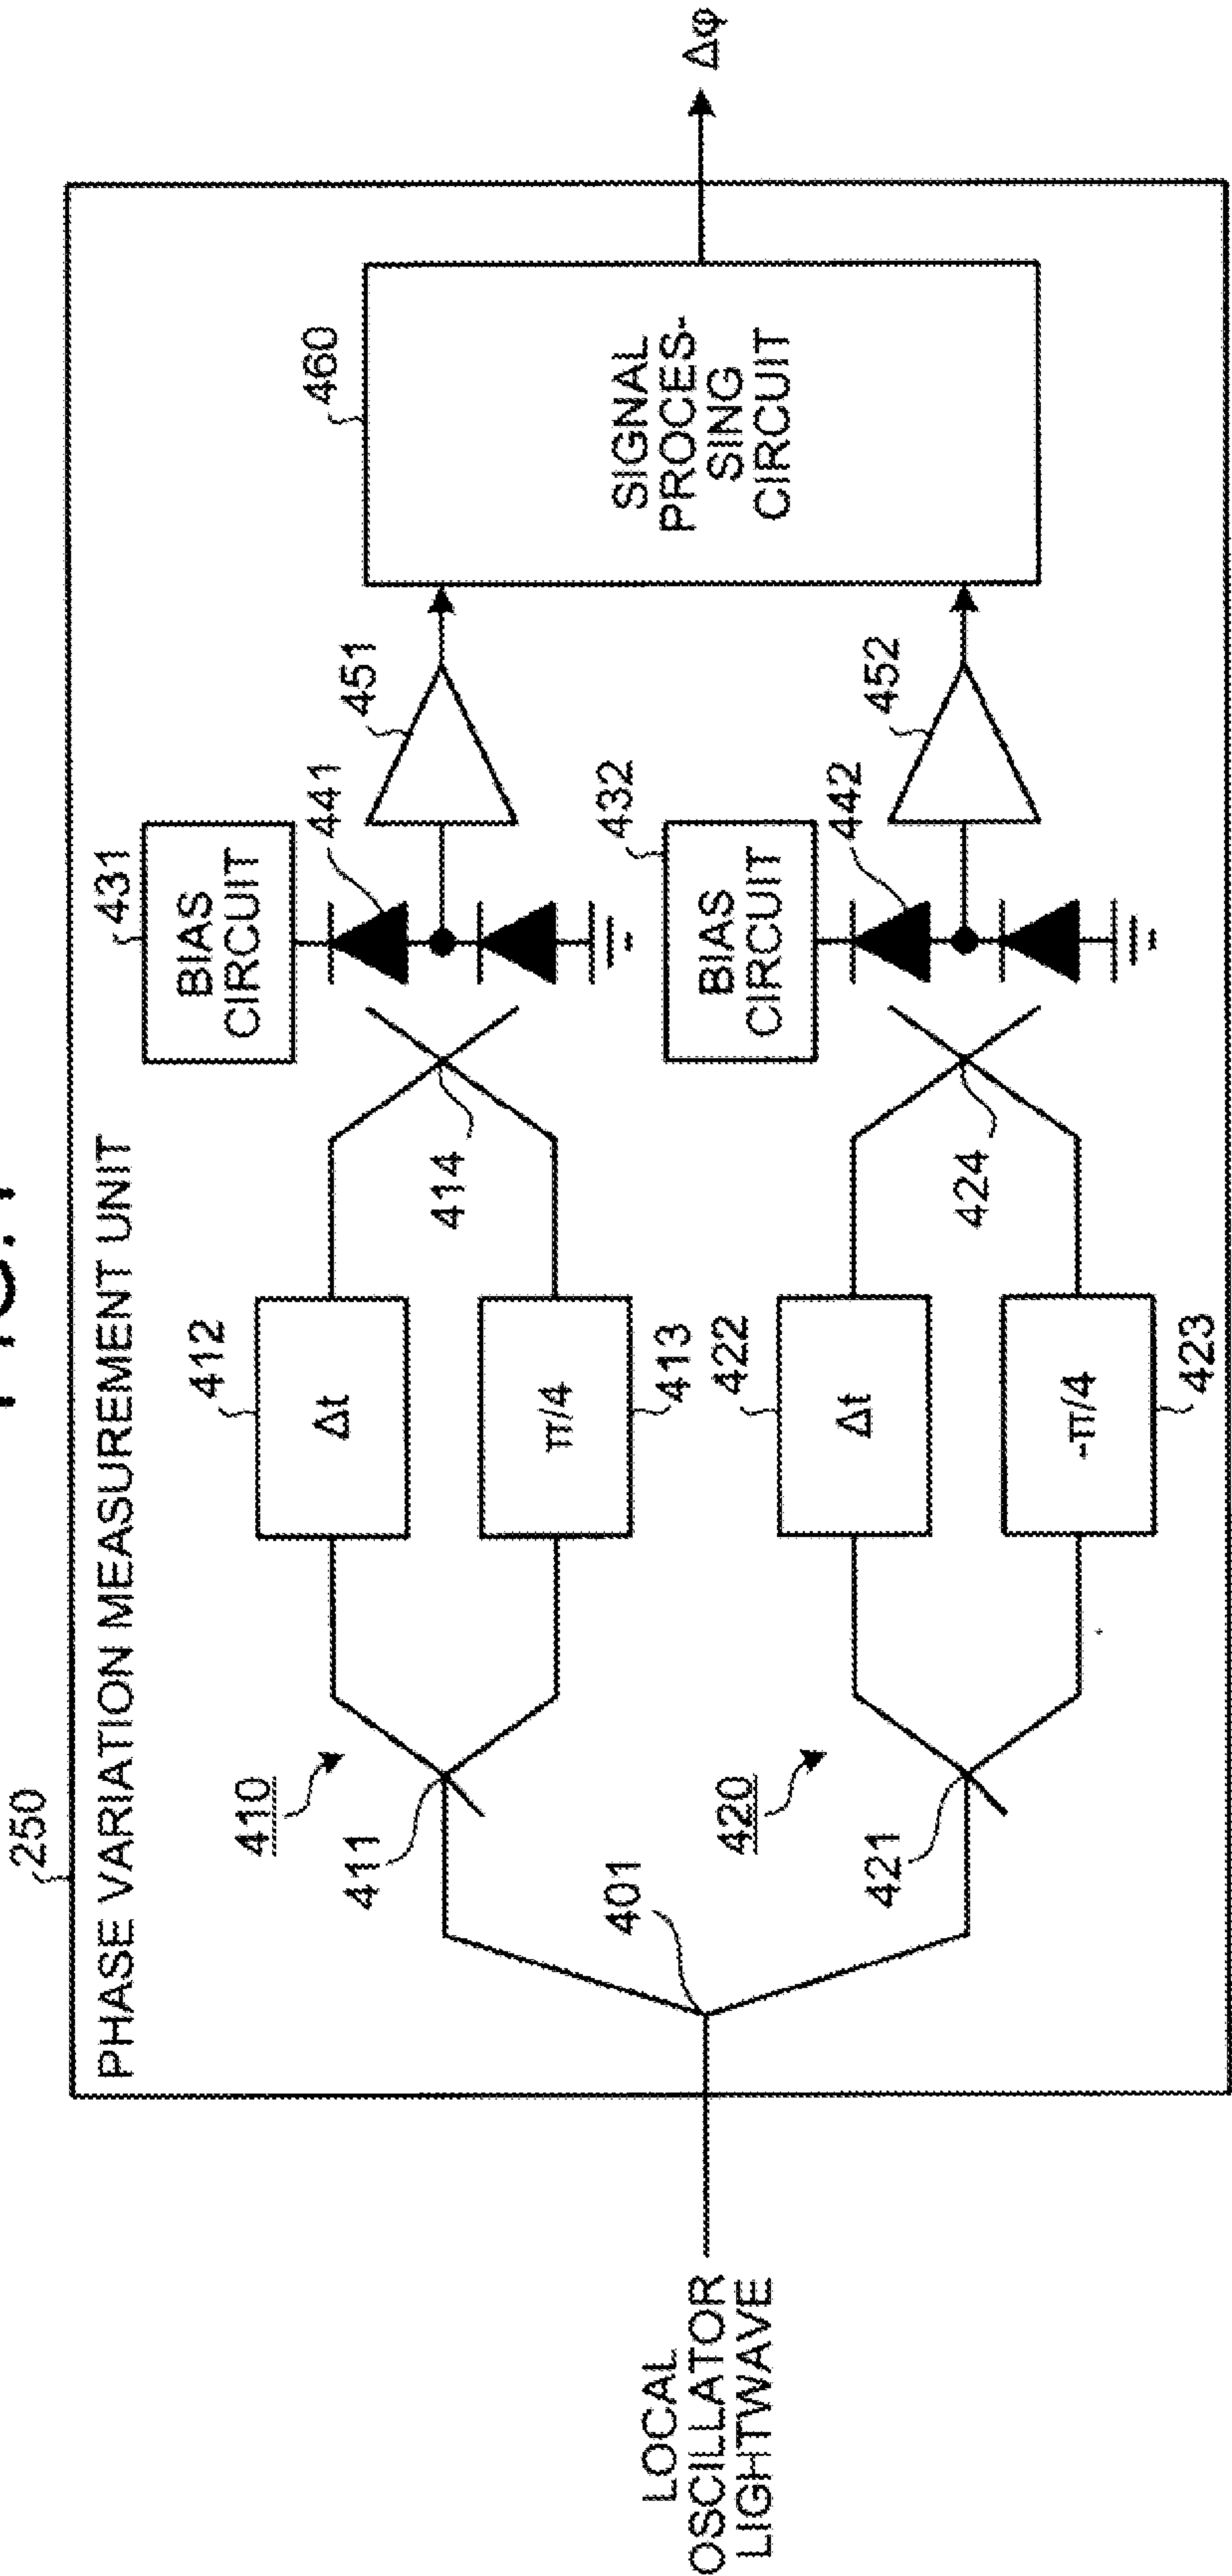 250
PHASE VARIATION MEASUREMENT UNIT
431
BIAS
CIRCUIT
412
Δt
441
460
410
451
411
414
π/4
413
SIGNAL
PROCES-
SING
CIRCUIT
LOCAL
OSCILLATOR
LIGHTWAVE
401
Δφ
432
BIAS
CIRCUIT
422
Δt
442
420
452
421
424
-π/4
423